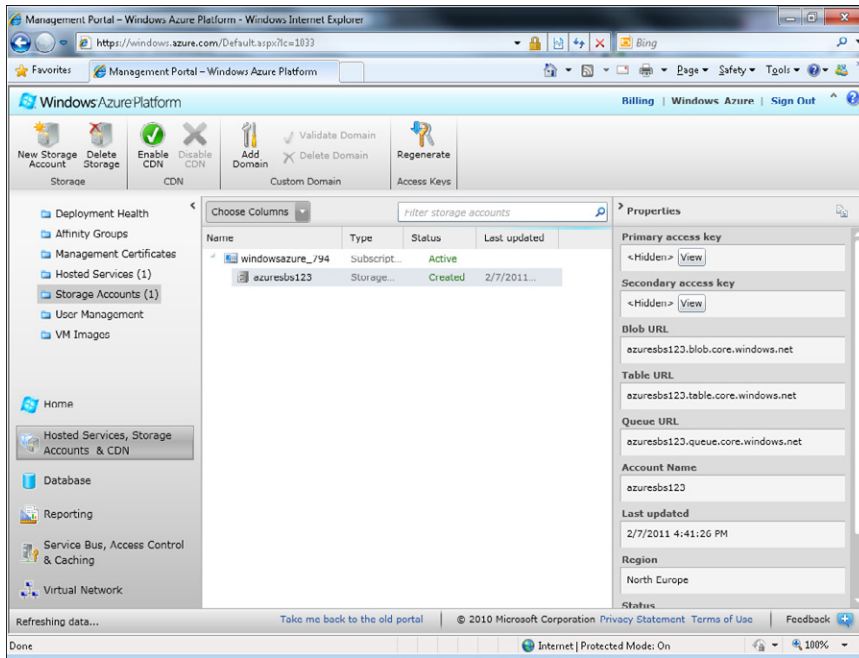 Management Portal – Windows Azure Platform - Windows Internet Explorer
https://windows.azure.com/Default.aspx?lc=1033
Bing
Favorites
Management Portal – Windows Azure Platform
Page
Safety
Tools
Windows Azure Platform
Billing | Windows Azure | Sign Out
New Storage Account
Delete Storage
Enable CDN
Disable CDN
Add Domain
Validate Domain
Delete Domain
Regenerate
Storage
CDN
Custom Domain
Access Keys
Deployment Health
Affinity Groups
Management Certificates
Hosted Services (1)
Storage Accounts (1)
User Management
VM Images
Home
Hosted Services, Storage
Accounts & CDN
Database
Reporting
Service Bus, Access Control
& Caching
Virtual Network
Choose Columns
Filter storage accounts
Name Type Status Last updated
windowsazure_794 Subscript... Active
azuresbs123 Storage... Created 2/7/2011...
Properties
Primary access key
<Hidden> View
Secondary access key
<Hidden> View
Blob URL
azuresbs123.blob.core.windows.net
Table URL
azuresbs123.table.core.windows.net
Queue URL
azuresbs123.queue.core.windows.net
Account Name
azuresbs123
Last updated
2/7/2011 4:41:26 PM
Region
North Europe
Status
Refreshing data...
Take me back to the old portal
© 2010 Microsoft Corporation Privacy Statement Terms of Use
Feedback
Done
Internet | Protected Mode: On
100%